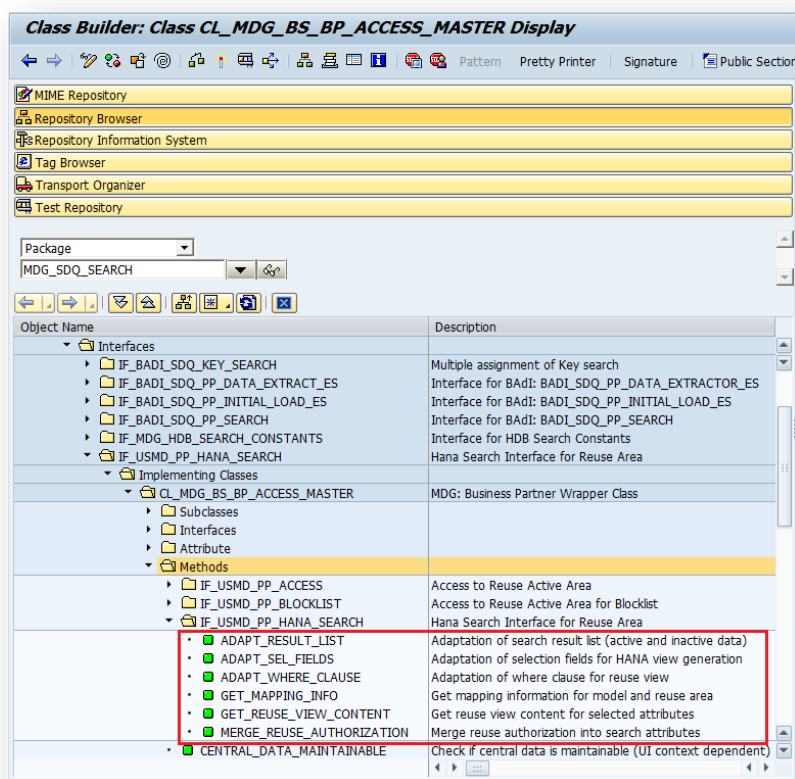 Class Builder: Class CL_MDG_BS_BP_ACCESS_MASTER Display
Pattern Pretty Printer Signature Public Section
MIME Repository
Repository Browser
Repository Information System
Tag Browser
Transport Organizer
Test Repository
Package
MDG_SDQ_SEARCH
Object Name Description
Interfaces
IF_BADI_SDQ_KEY_SEARCH Multiple assignment of Key search
IF_BADI_SDQ_PP_DATA_EXTRACT_ES Interface for BAdI: BADI_SDQ_PP_DATA_EXTRACTOR_ES
IF_BADI_SDQ_PP_INITIAL_LOAD_ES Interface for BAdI: BADI_SDQ_PP_INITIAL_LOAD_ES
IF_BADI_SDQ_PP_SEARCH Interface for BAdI: BADI_SDQ_PP_SEARCH
IF_MDG_HDB_SEARCH_CONSTANTS Interface for HDB Search Constants
IF_USMD_PP_HANA_SEARCH Hana Search Interface for Reuse Area
Implementing Classes
CL_MDG_BS_BP_ACCESS_MASTER MDG: Business Partner Wrapper Class
Subclasses
Interfaces
Attribute
Methods
IF_USMD_PP_ACCESS Access to Reuse Active Area
IF_USMD_PP_BLOCKLIST Access to Reuse Active Area for Blocklist
IF_USMD_PP_HANA_SEARCH Hana Search Interface for Reuse Area
ADAPT_RESULT_LIST Adaptation of search result list (active and inactive data)
ADAPT_SEL_FIELDS Adaptation of selection fields for HANA view generation
ADAPT_WHERE_CLAUSE Adaptation of where clause for reuse view
GET_MAPPING_INFO Get mapping information for model and reuse area
GET_REUSE_VIEW_CONTENT Get reuse view content for selected attributes
MERGE_REUSE_AUTHORIZATION Merge reuse authorization into search attributes
CENTRAL_DATA_MAINTAINABLE Check if central data is maintainable (UI context dependent)